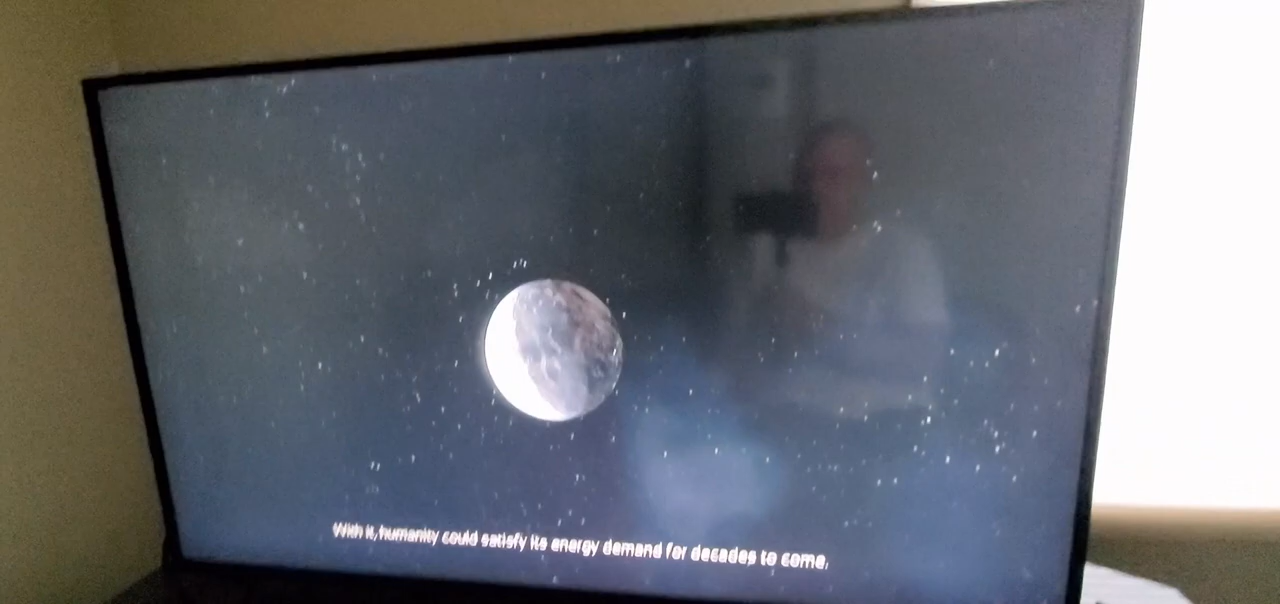 With it, humanity could satisfy its energy demand for decades to come.